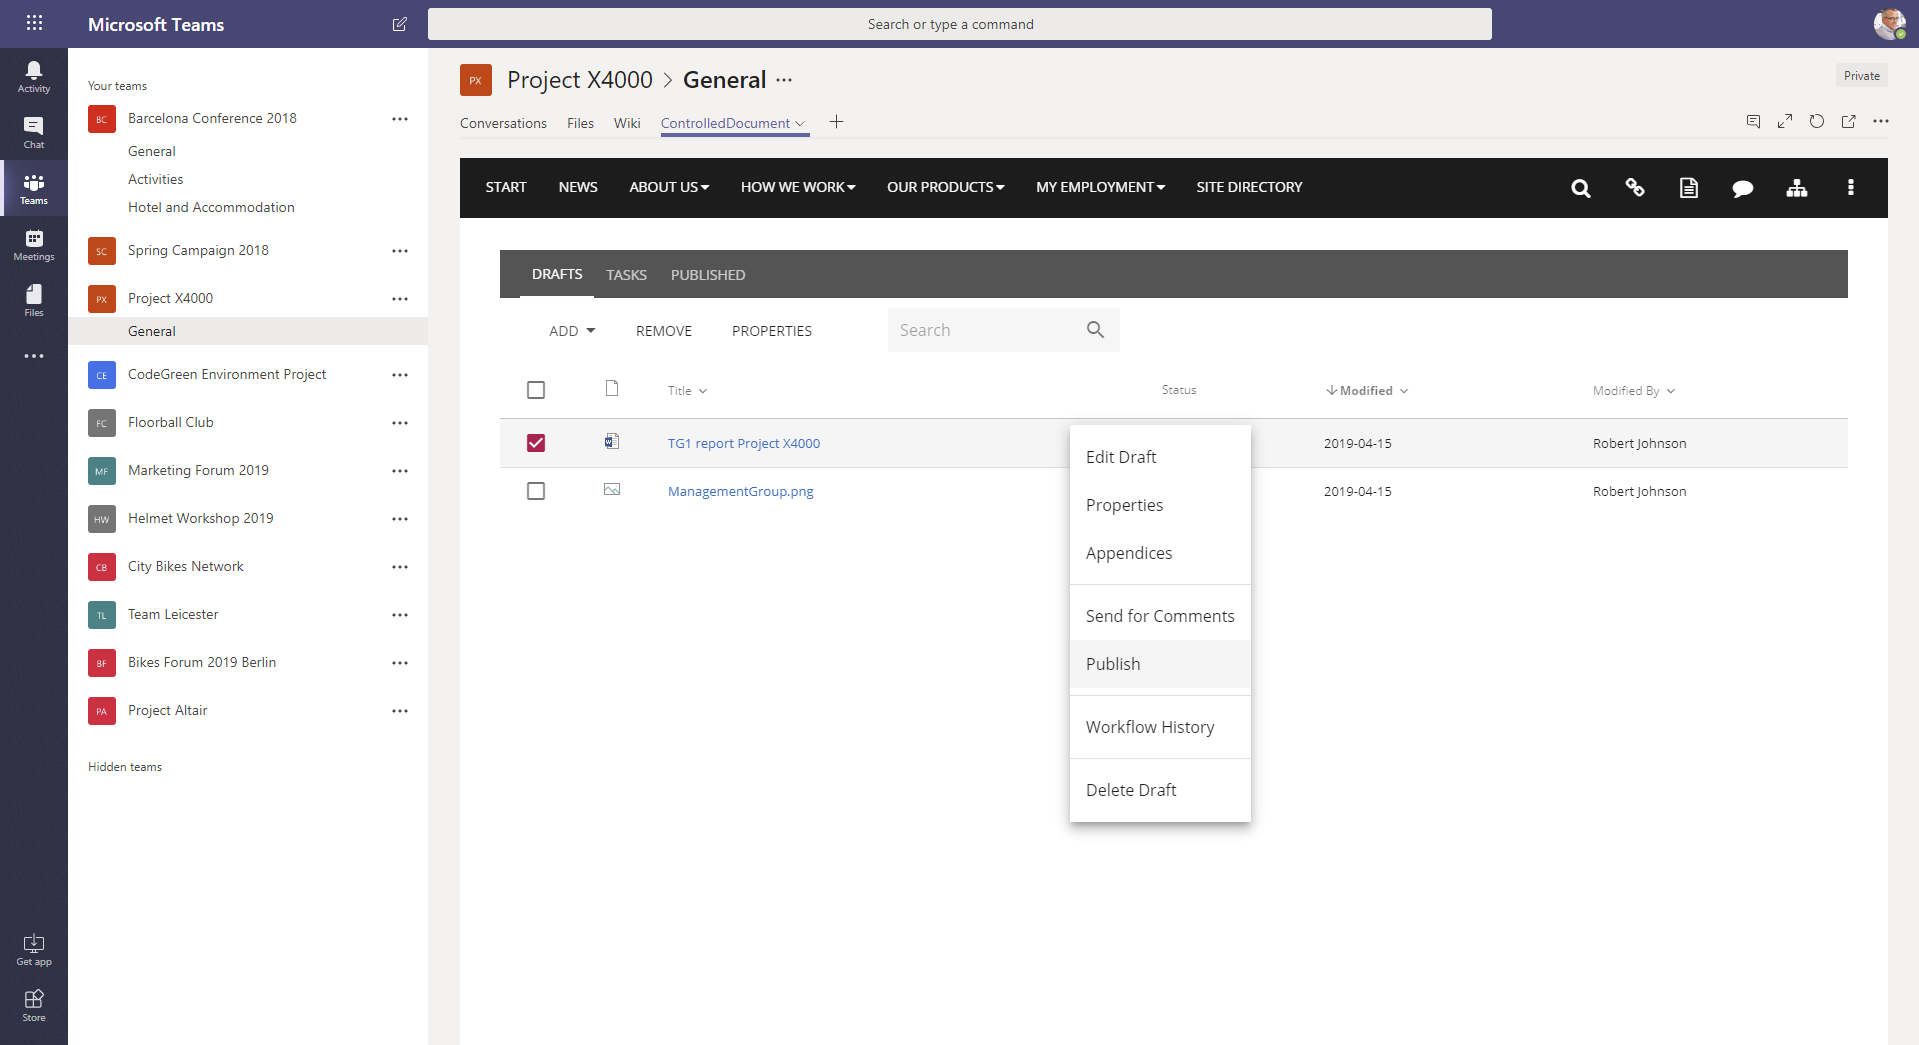 Microsoft Teams
Search or type a command
Activity
Chat
Teams
Meetings
Files
Get app
Store
Your teams
BC Barcelona Conference 2018
General
Activities
Hotel and Accommodation
SC Spring Campaign 2018
PX Project X4000
General
CE CodeGreen Environment Project
FC Floorball Club
MF Marketing Forum 2019
HW Helmet Workshop 2019
CB City Bikes Network
TL Team Leicester
BF Bikes Forum 2019 Berlin
PA Project Altair
Hidden teams
PX Project X4000 > General
Private
Conversations Files Wiki ControlledDocument
START NEWS ABOUT US HOW WE WORK OUR PRODUCTS MY EMPLOYMENT SITE DIRECTORY
DRAFTS TASKS PUBLISHED
ADD REMOVE PROPERTIES Search
Title Status Modified Modified By
TG1 report Project X4000 2019-04-15 Robert Johnson
ManagementGroup.png 2019-04-15 Robert Johnson
Edit Draft
Properties
Appendices
Send for Comments
Publish
Workflow History
Delete Draft